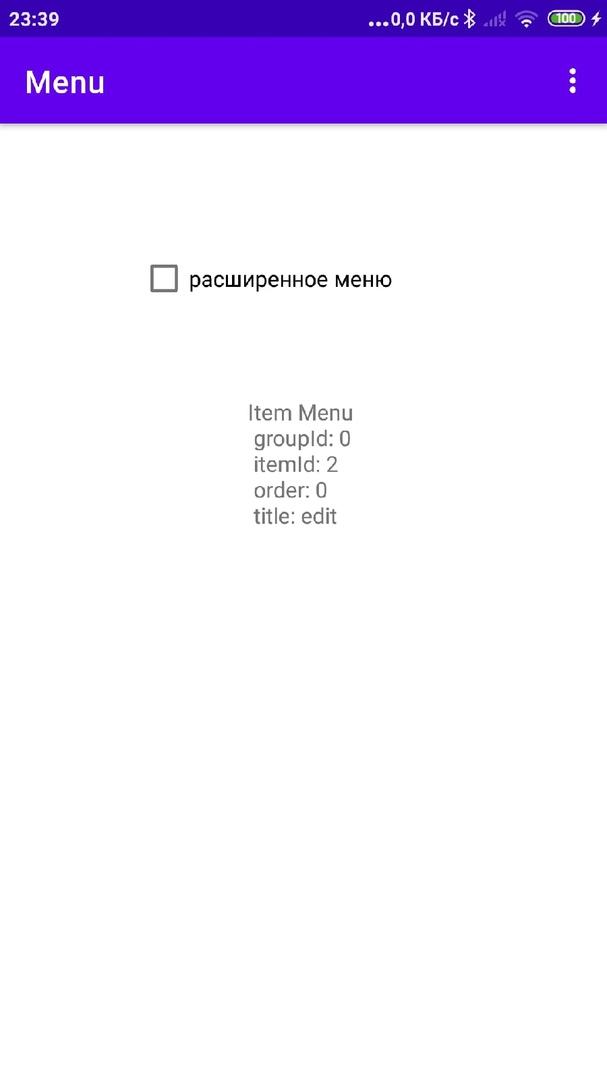 23:39
...0,0 КБ/с
100
Menu
расширенное меню
Item Menu
groupId: 0
itemId: 2
order: 0
title: edit